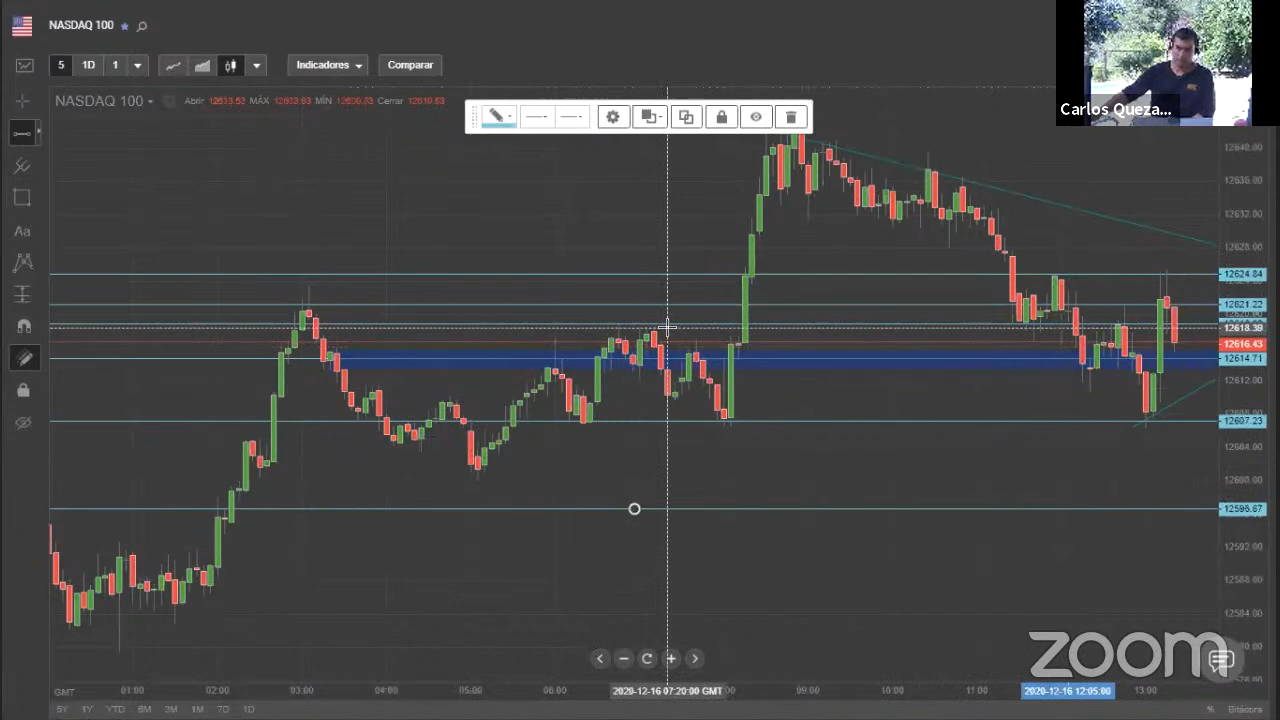 NASDAQ 100
5 1D 1 Indicadores Comparar
NASDAQ 100 Abrir MÁX MÍN Cerrar
Carlos Queza...
12640.00
12636.00
12632.00
12628.00
12624.84
12621.22
12618.39
12616.43
12614.71
12612.00
12607.23
12604.00
12600.00
12596.67
12592.00
12588.00
12584.00
zoom
GMT 01:00 02:00 03:00 04:00 05:00 06:00 2020-12-16 07:20:00 GMT 09:00 10:00 11:00 2020-12-16 12:05:00 13:00
5Y 1Y YTD 6M 3M 1M 7D 1D % Bitácora